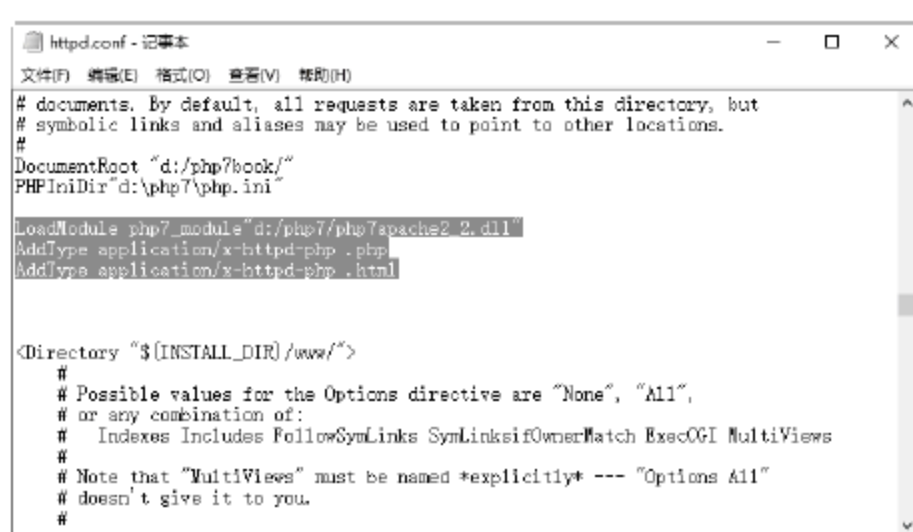 httpd.conf - 记事本
文件(F) 编辑(E) 格式(O) 查看(V) 帮助(H)
# documents. By default, all requests are taken from this directory, but
# symbolic links and aliases may be used to point to other locations.
#
DocumentRoot "d:/php7book/"
PHPIniDir"d:\php7\php.ini"
LoadModule php7_module"d:/php7/php7apache2_2.dll"
AddType application/x-httpd-php .php
AddType application/x-httpd-php .html
<Directory "${INSTALL_DIR}/www/">
#
# Possible values for the Options directive are "None", "All",
# or any combination of:
#   Indexes Includes FollowSymLinks SymLinksifOwnerMatch ExecCGI MultiViews
#
# Note that "MultiViews" must be named *explicitly* --- "Options All"
# doesn't give it to you.
#